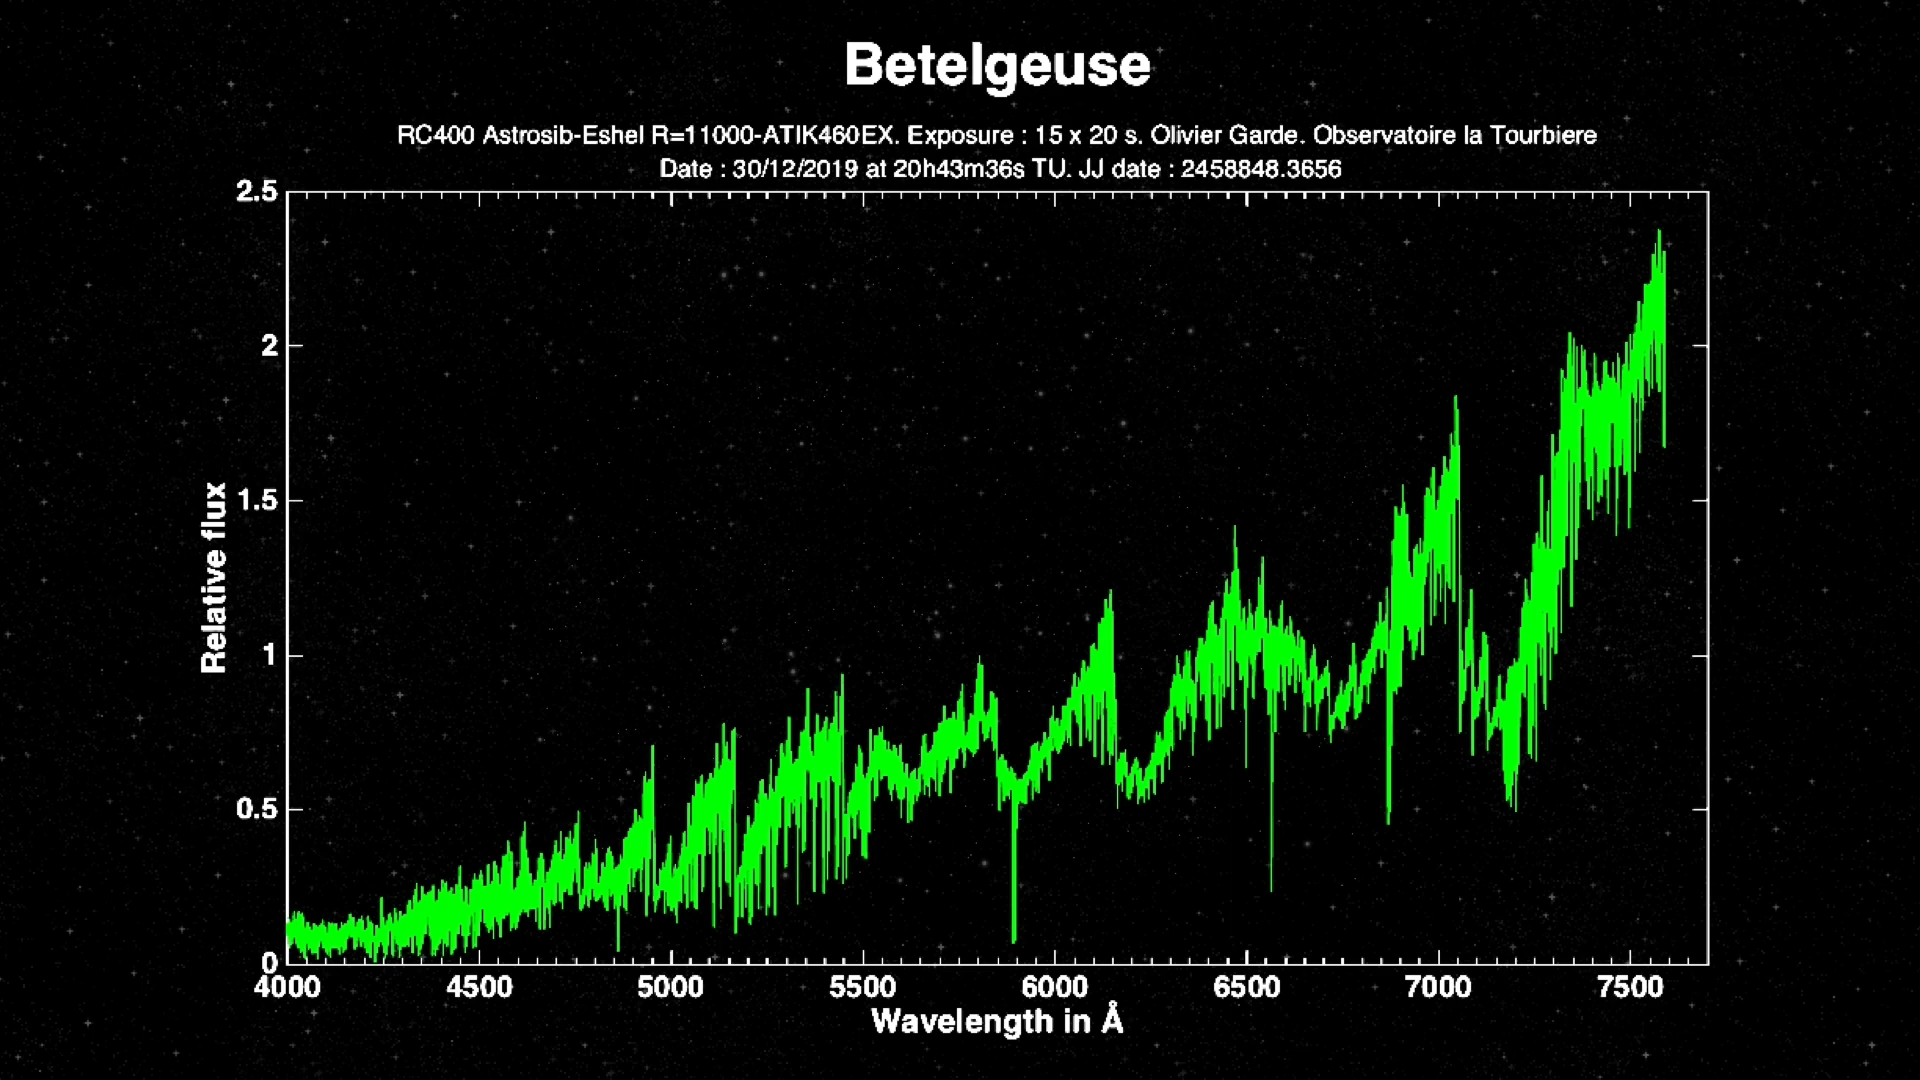 Betelgeuse
RC400 Astrosib-Eshel R=11000-ATIK460EX. Exposure : 15 x 20 s. Olivier Garde. Observatoire la Tourbiere
Date : 30/12/2019 at 20h43m36s TU. JJ date : 2458848.3656
2.5
2
1.5
1
0.5
0
Relative flux
4000 4500 5000 5500 6000 6500 7000 7500
Wavelength in Å